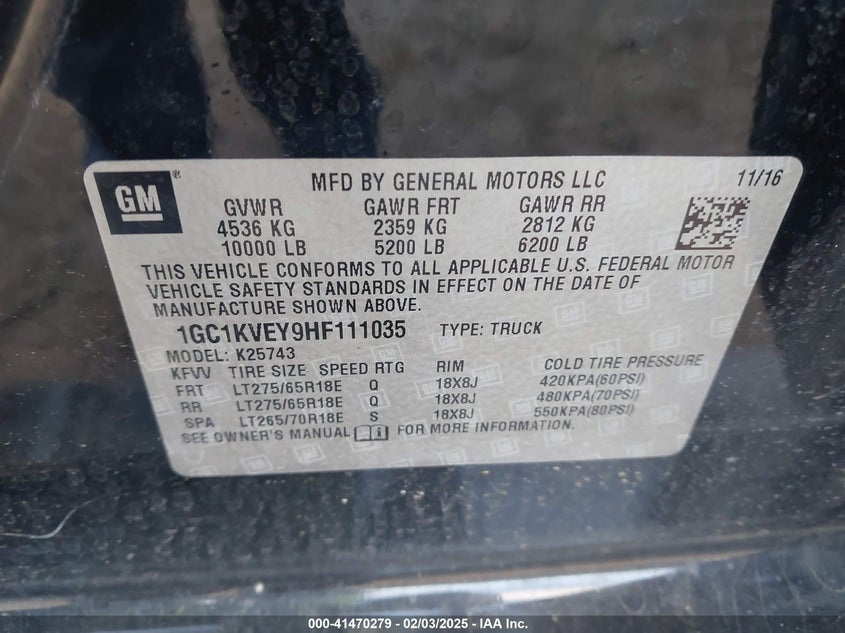 GM® MFD BY GENERAL MOTORS LLC 11/16
GVWR GAWR FRT GAWR RR
4536 KG 2359 KG 2812 KG
10000 LB 5200 LB 6200 LB
THIS VEHICLE CONFORMS TO ALL APPLICABLE U.S. FEDERAL MOTOR
VEHICLE SAFETY STANDARDS IN EFFECT ON THE DATE OF
MANUFACTURE SHOWN ABOVE.
1GC1KVEY9HF111035 TYPE: TRUCK
MODEL: K25743
KFVV TIRE SIZE SPEED RTG RIM COLD TIRE PRESSURE
FRT LT275/65R18E Q 18X8J 420KPA(60PSI)
RR LT275/65R18E Q 18X8J 480KPA(70PSI)
SPA LT265/70R18E S 18X8J 550KPA(80PSI)
SEE OWNER'S MANUAL FOR MORE INFORMATION.
000-41470279 - 02/03/2025 - IAA Inc.